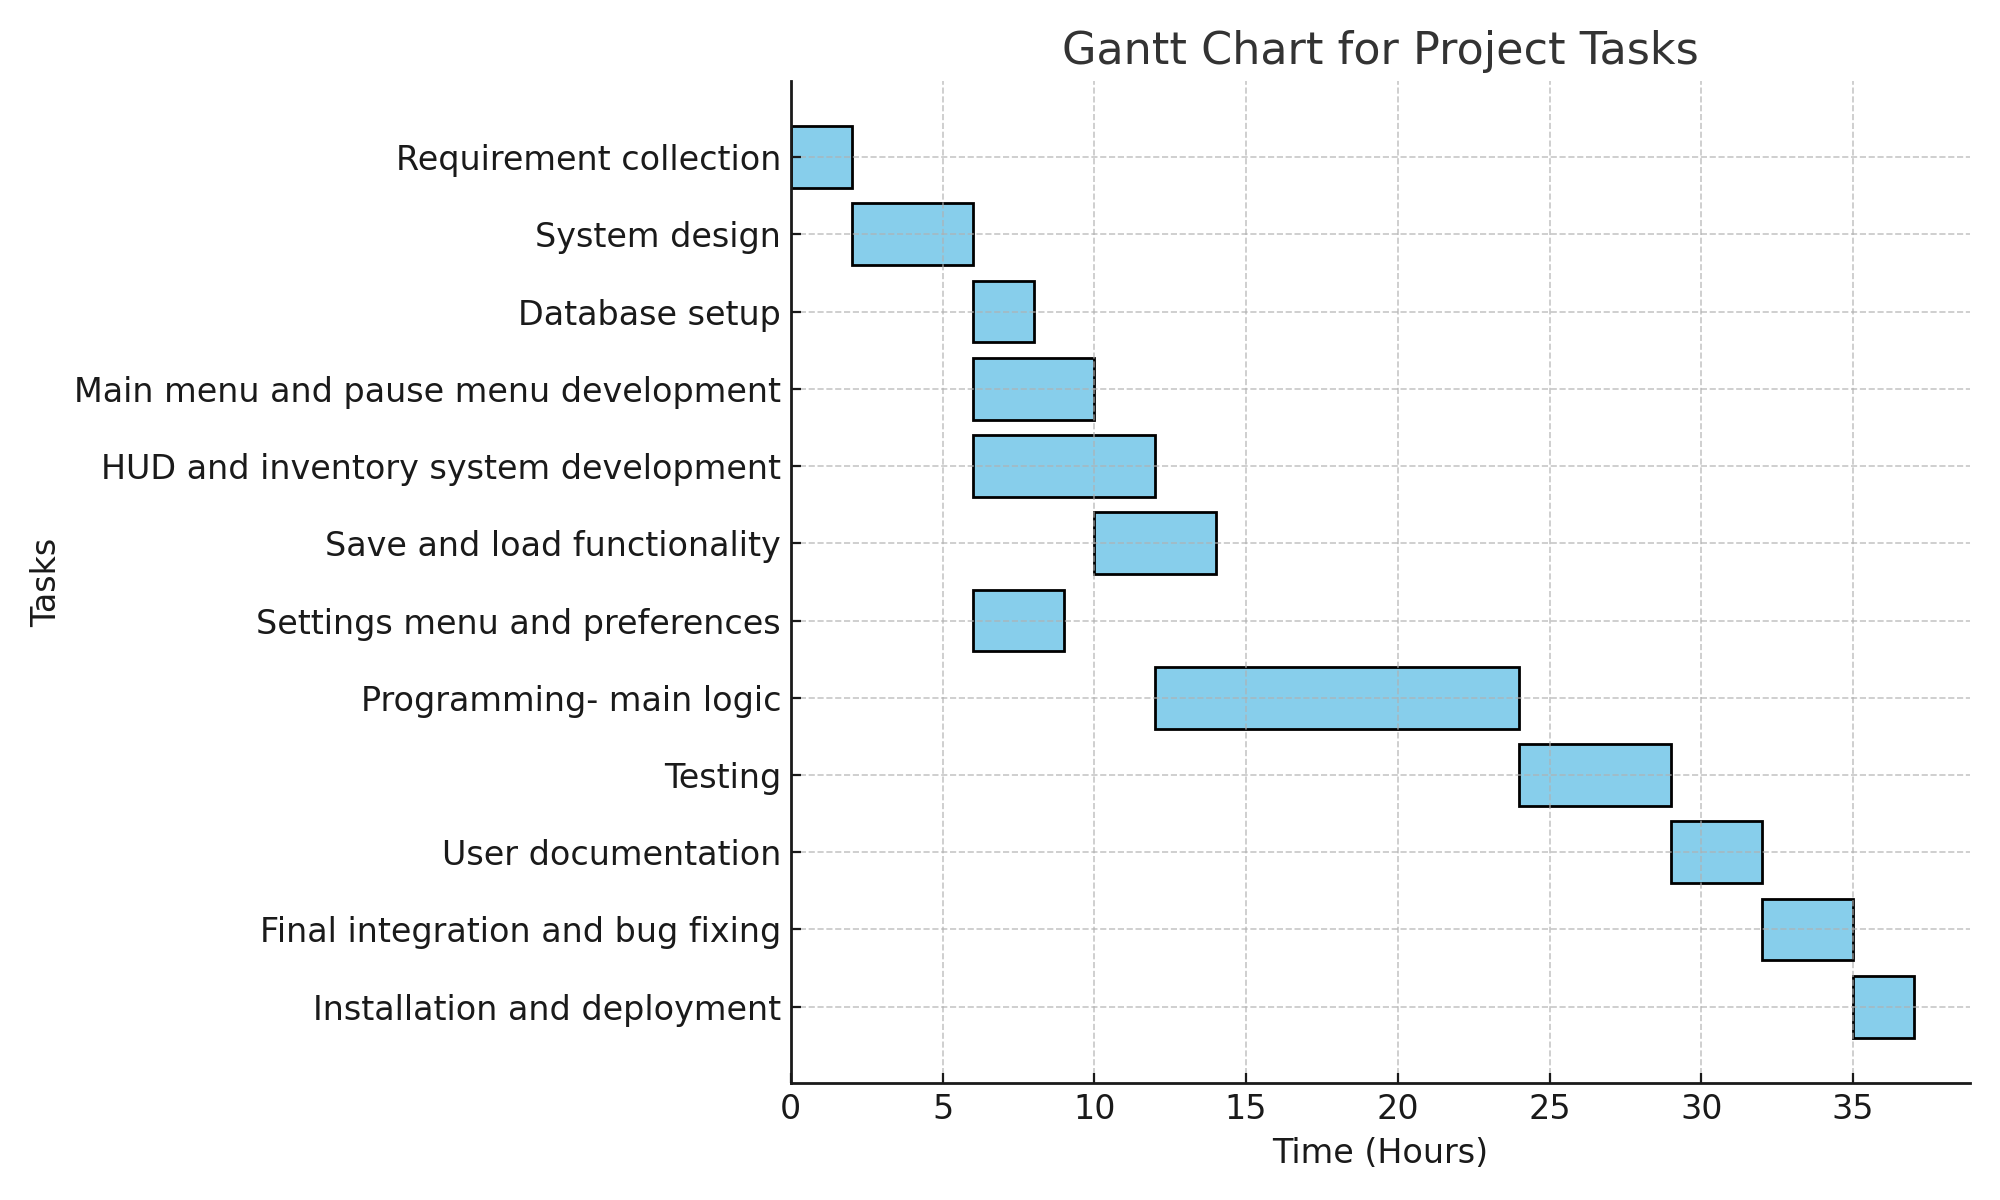 Gantt Chart for Project Tasks
Requirement collection
System design
Database setup
Main menu and pause menu development
HUD and inventory system development
Save and load functionality
Settings menu and preferences
Programming- main logic
Testing
User documentation
Final integration and bug fixing
Installation and deployment
Tasks
0 5 10 15 20 25 30 35
Time (Hours)